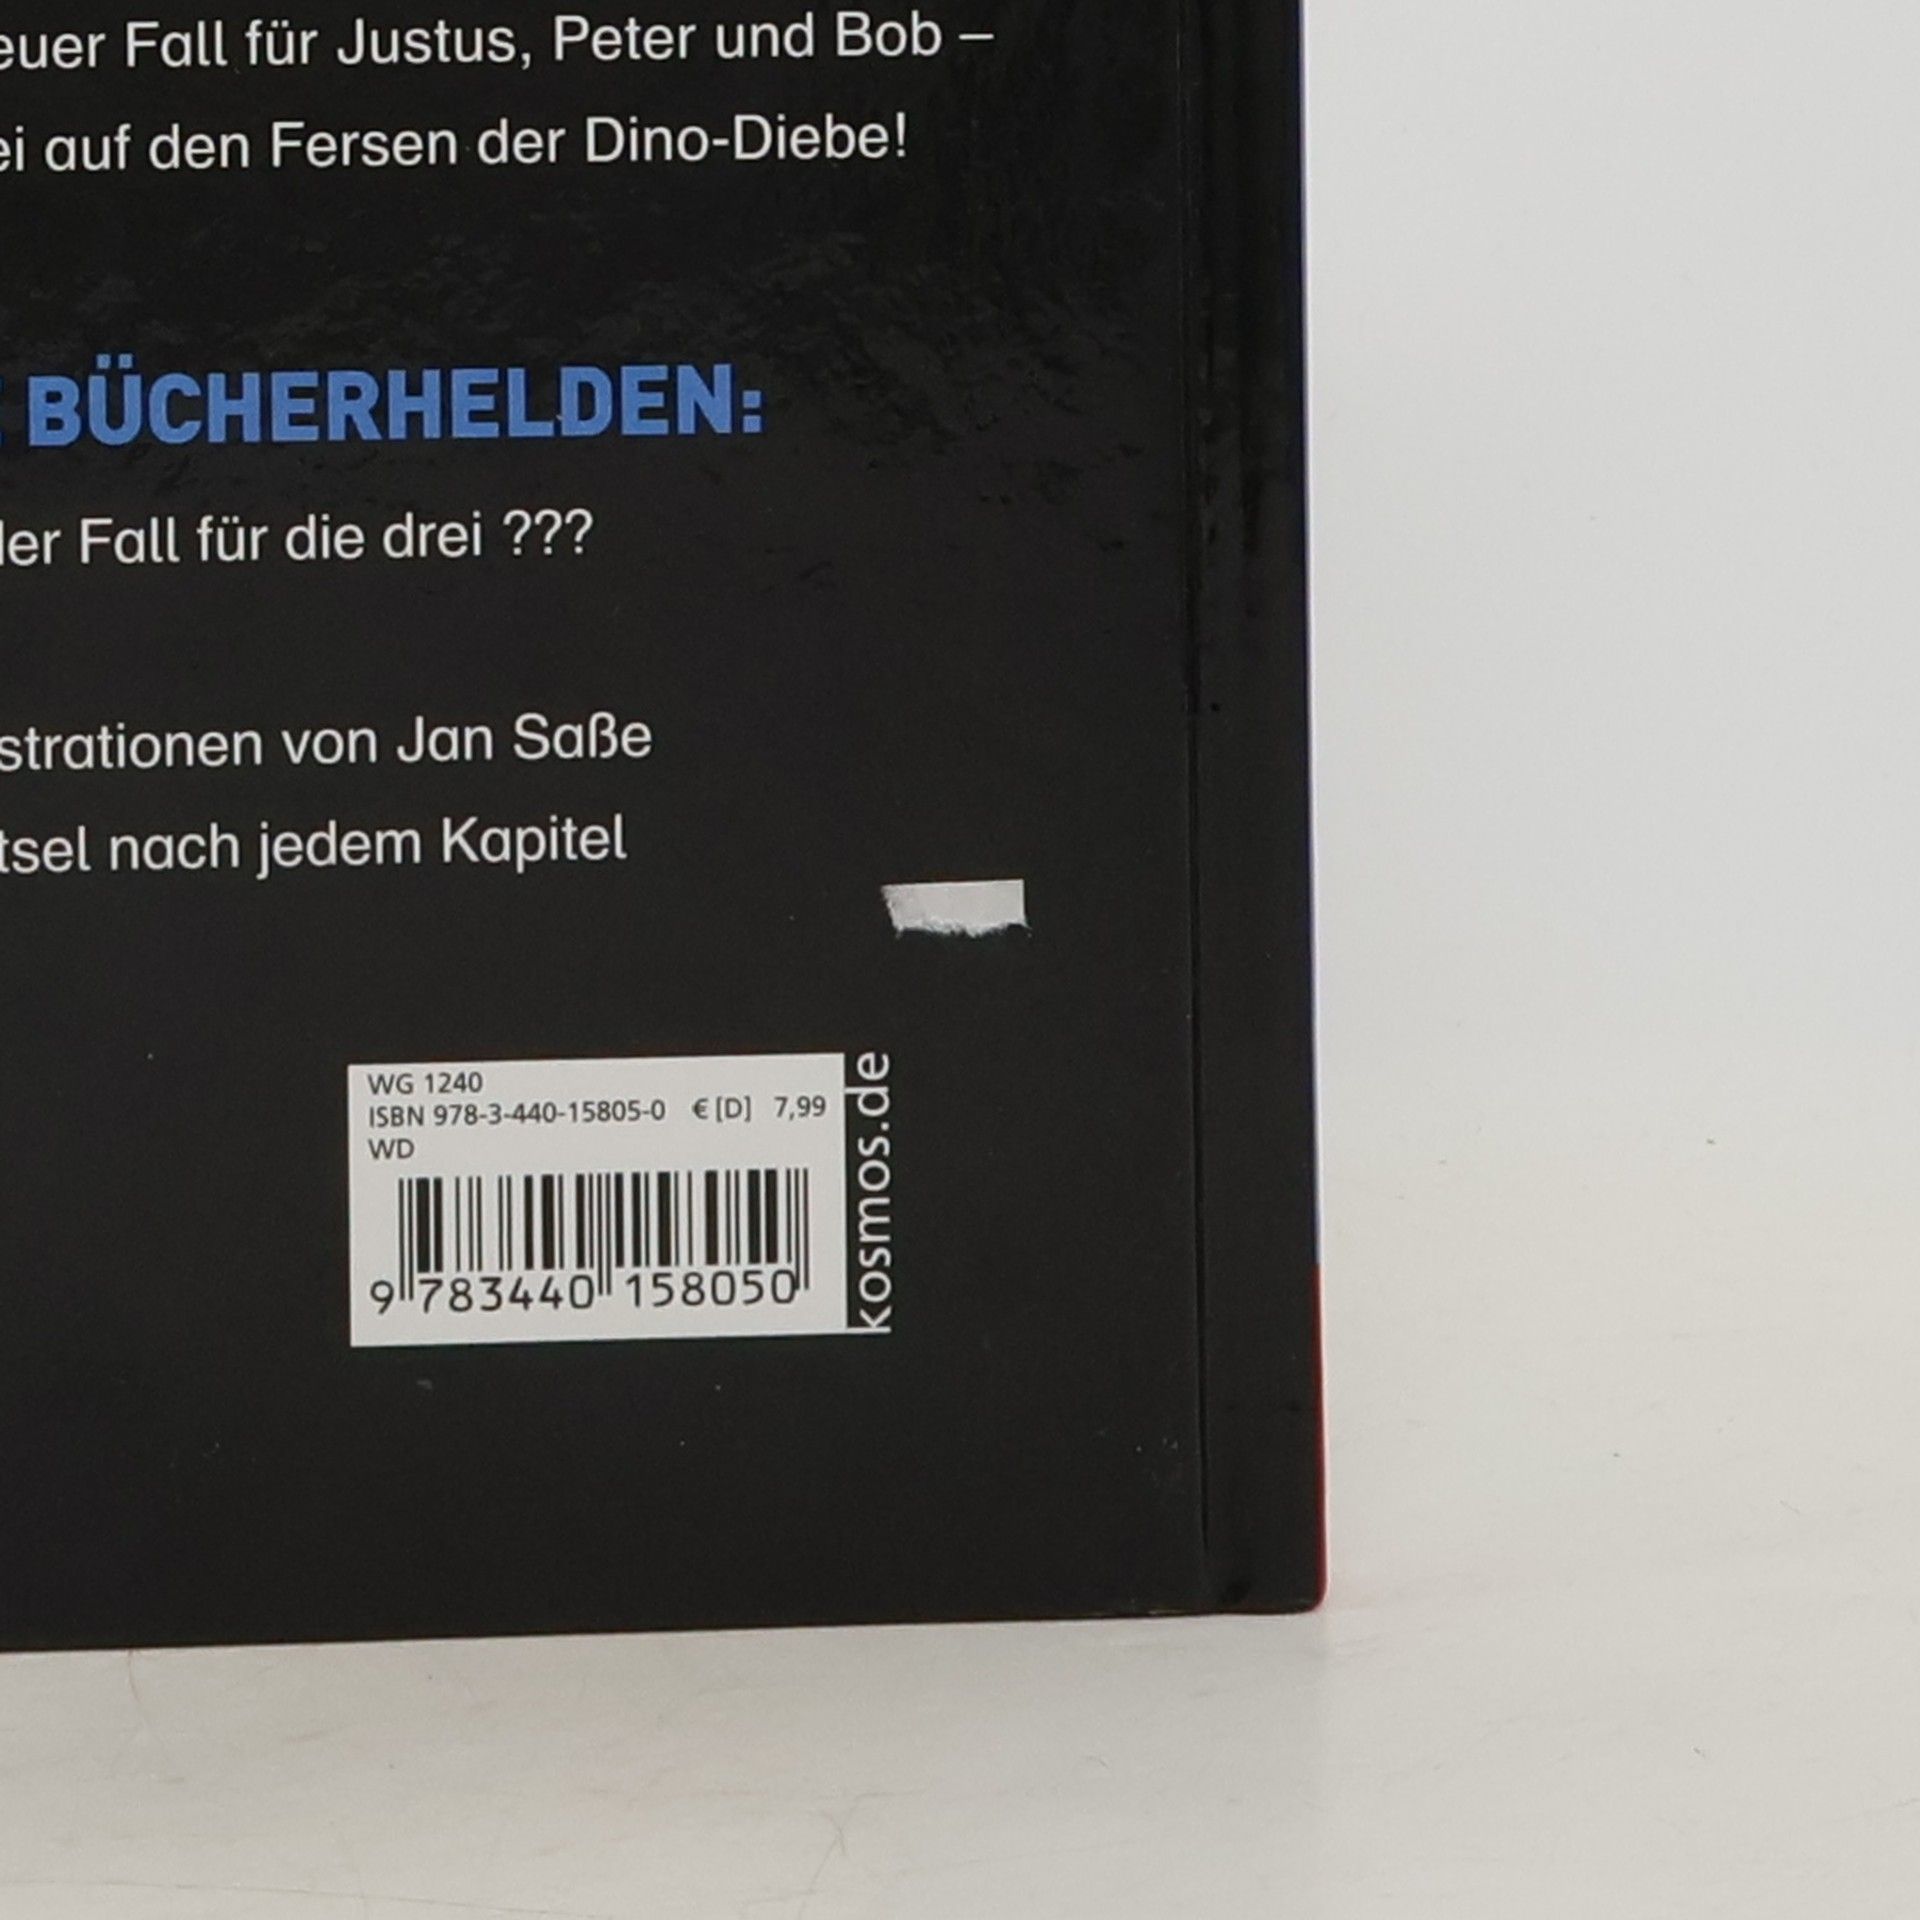 euer Fall für Justus, Peter und Bob –
ei auf den Fersen der Dino-Diebe!
BÜCHERHELDEN:
der Fall für die drei ???
strationen von Jan Saße
tsel nach jedem Kapitel
WG 1240
ISBN 978-3-440-15805-0 € [D] 7,99
WD
9 783440 158050
kosmos.de